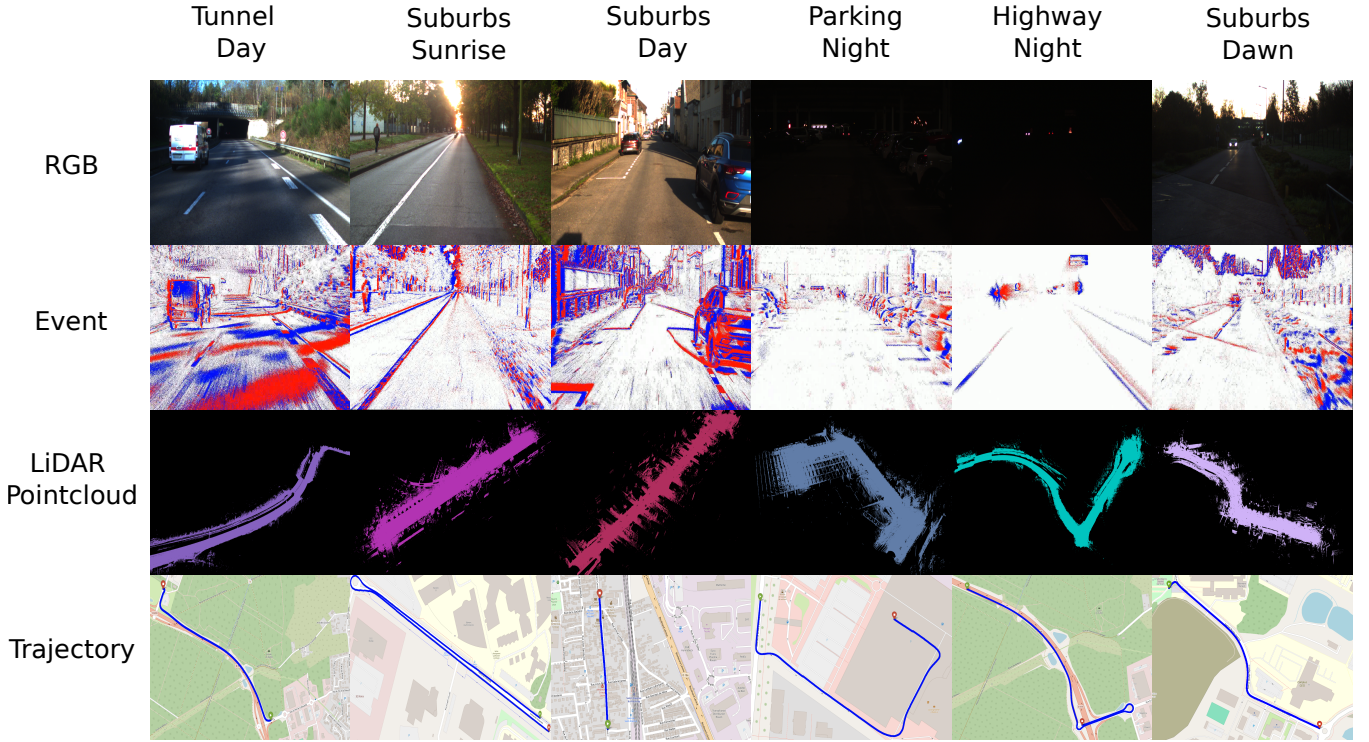 Tunnel
Day
Suburbs
Sunrise
Suburbs
Day
Parking
Night
Highway
Night
Suburbs
Dawn
RGB
Event
LiDAR
Pointcloud
Trajectory